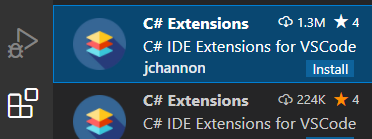 C# Extensions 1.3M ★ 4
C# IDE Extensions for VSCode
jchannon Install
C# Extensions 224K ★ 4
C# IDE Extensions for VSCode